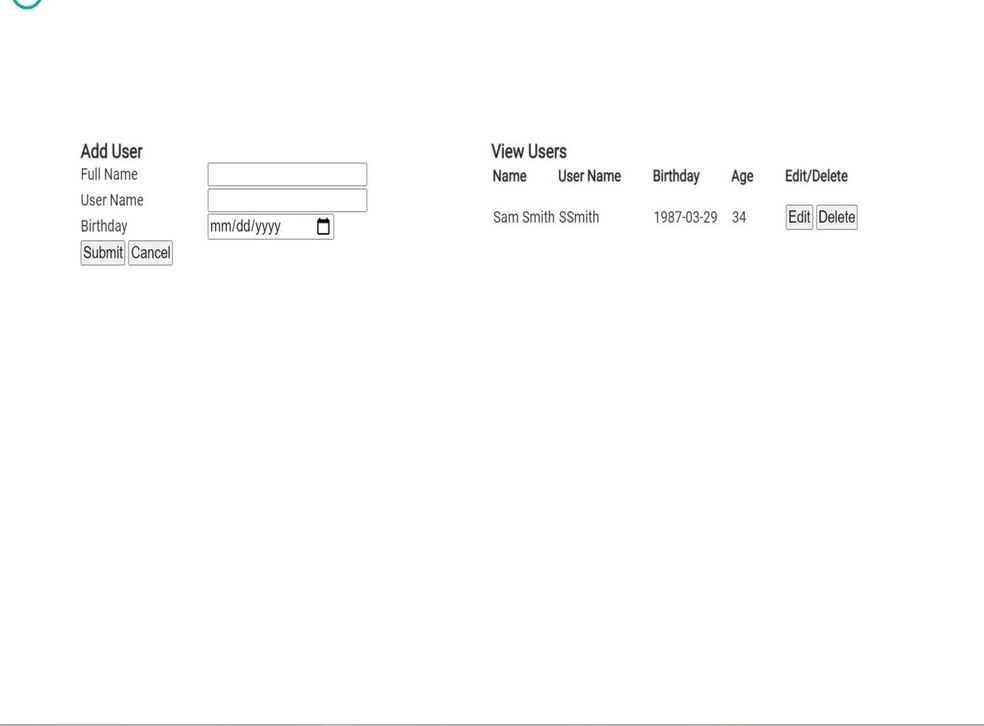 Add User
Full Name
User Name
Birthday mm/dd/yyyy
Submit Cancel
View Users
Name User Name Birthday Age Edit/Delete
Sam Smith SSmith 1987-03-29 34 Edit Delete